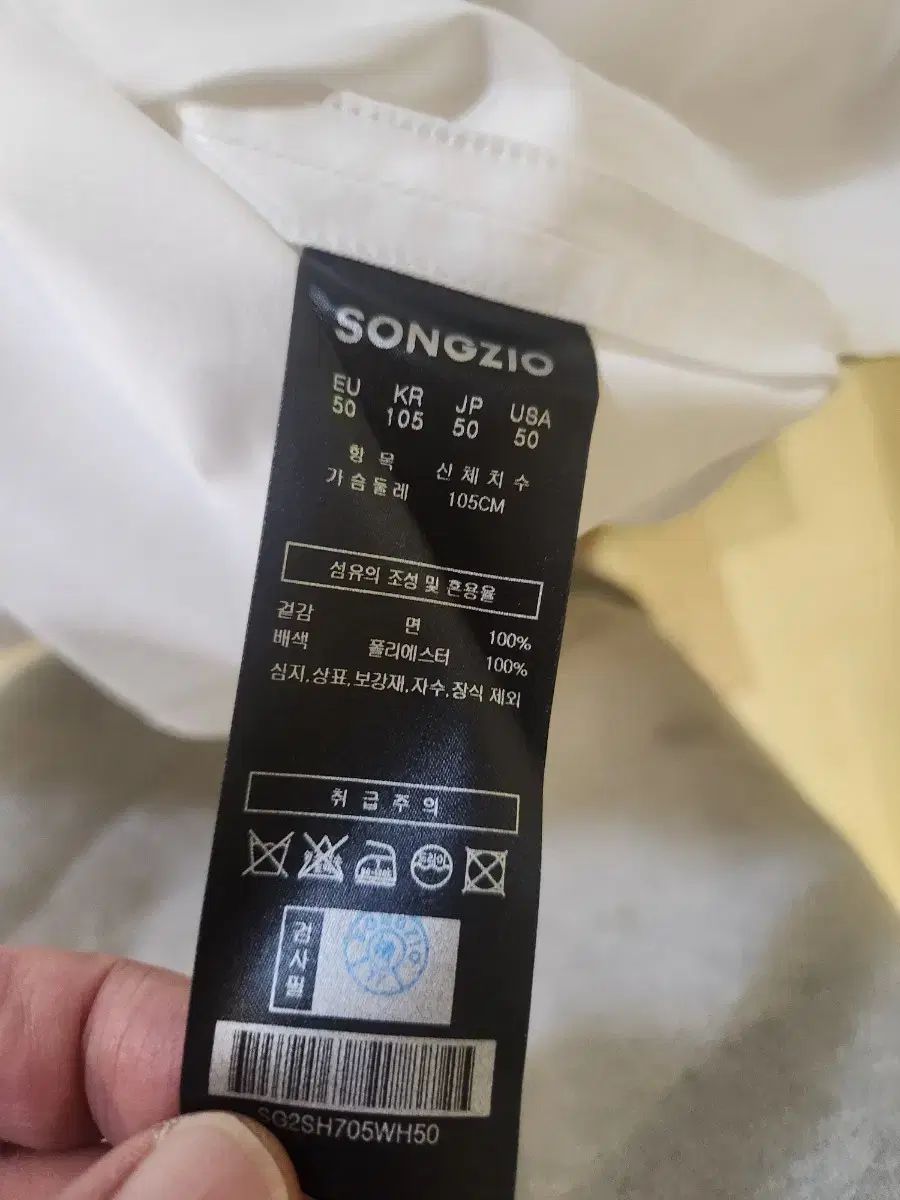 SONGZIO
EU KR JP USA
50 105 50 50
항 목 신 체 치 수
가 슴 둘 레 105CM
섬유의 조성 및 혼용율
겉감 면 100%
배색 폴리에스터 100%
심지,상표,보강재,자수,장식 제외
취 급 주 의
검사필
SG2SH705WH50